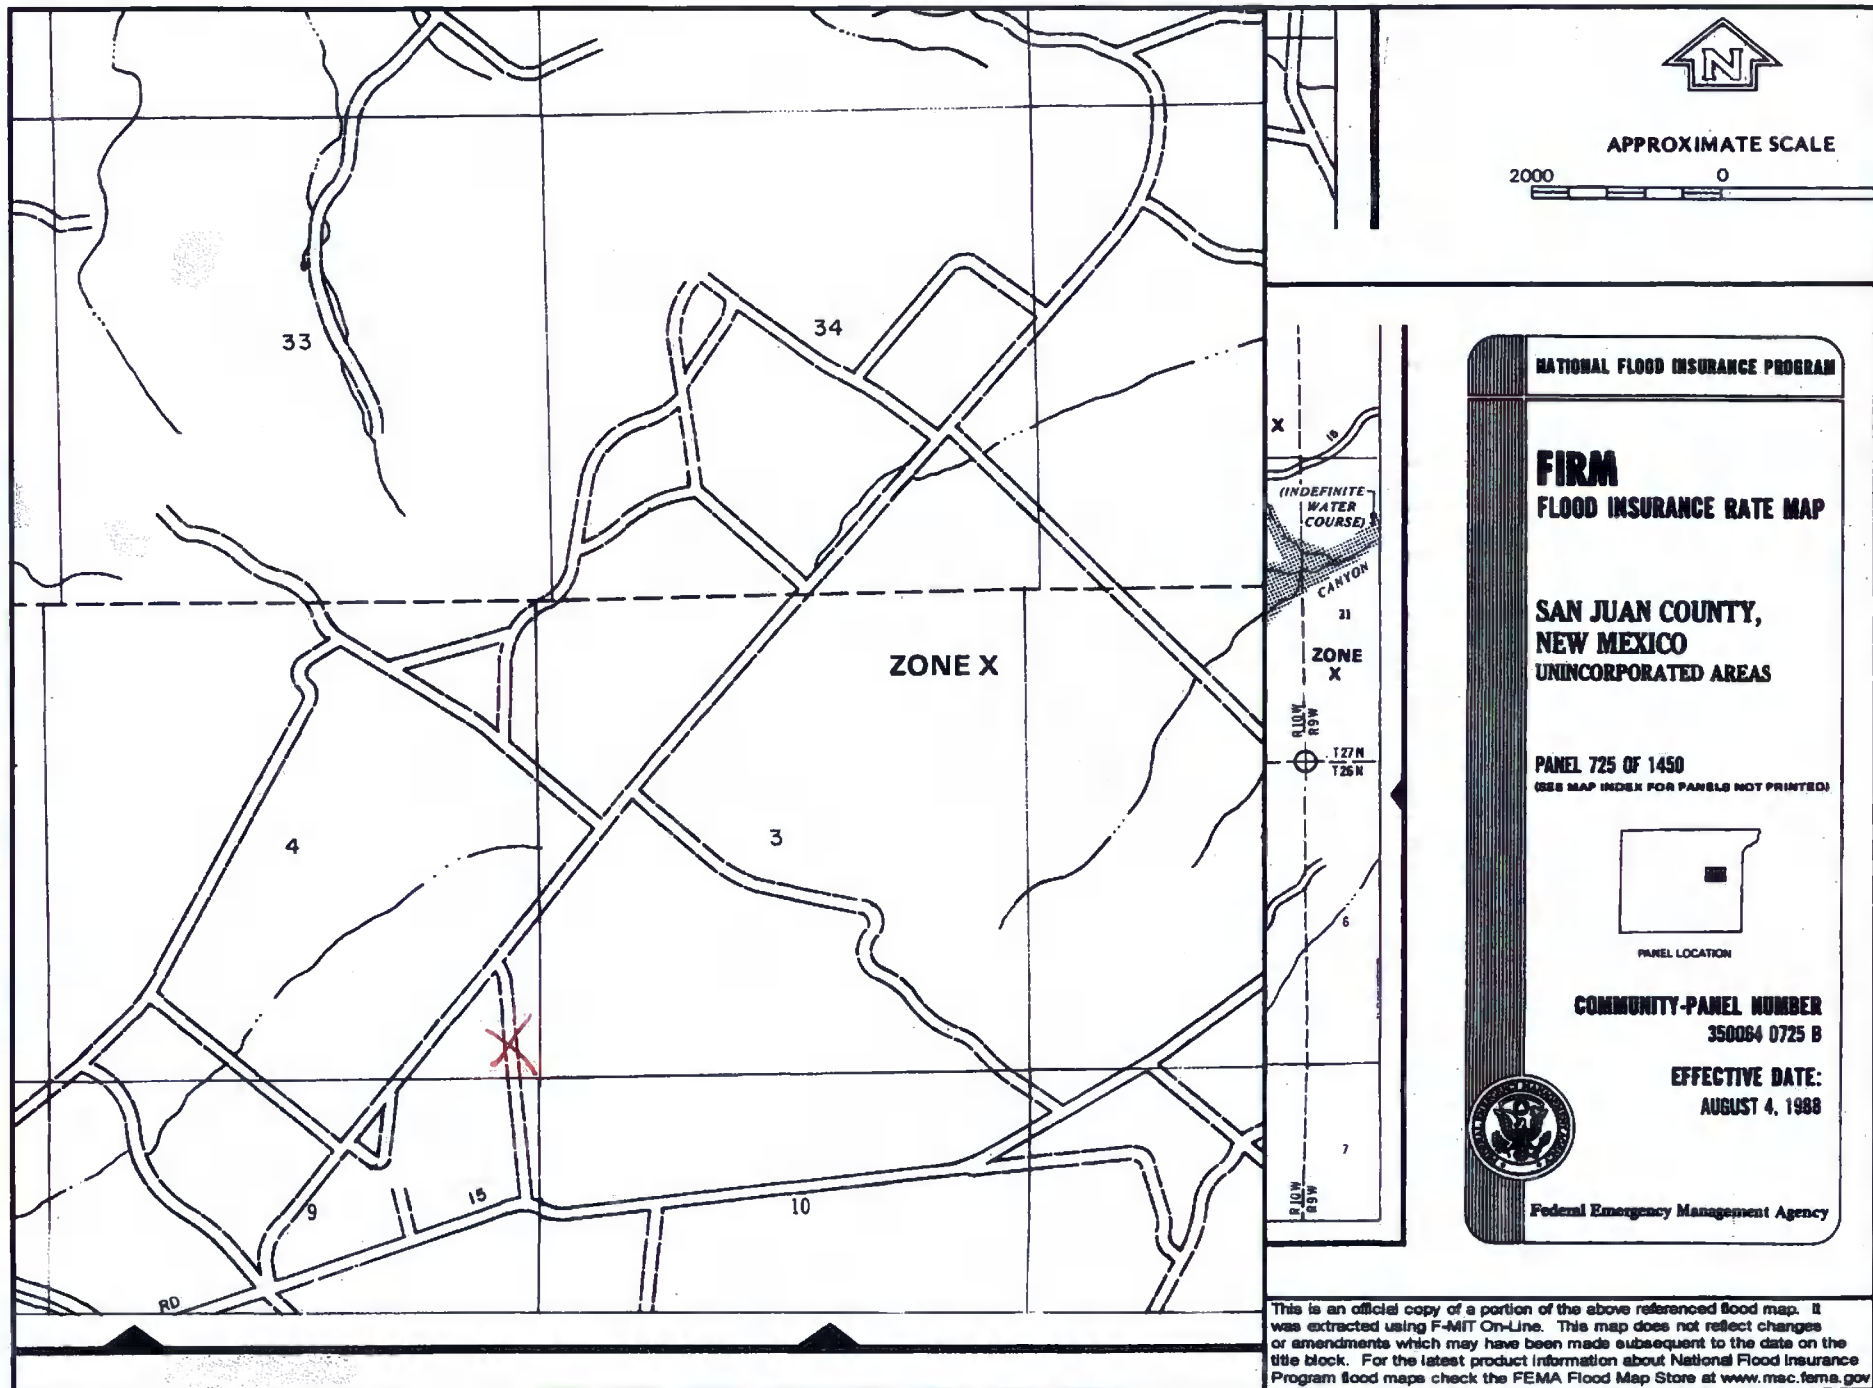 N
APPROXIMATE SCALE
2000 0
33
34
ZONE X
4
3
9
15
10
RD
X
15
(INDEFINITE
WATER
COURSE)
CANYON
31
ZONE
X
R10W
R9W
T27N
T26N
6
7
R10W
R9W
NATIONAL FLOOD INSURANCE PROGRAM
FIRM
FLOOD INSURANCE RATE MAP
SAN JUAN COUNTY,
NEW MEXICO
UNINCORPORATED AREAS
PANEL 725 OF 1450
(SEE MAP INDEX FOR PANELS NOT PRINTED)
PANEL LOCATION
COMMUNITY-PANEL NUMBER
350064 0725 B
EFFECTIVE DATE:
AUGUST 4, 1988
Federal Emergency Management Agency
This is an official copy of a portion of the above referenced flood map. It
was extracted using F-MIT On-Line. This map does not reflect changes
or amendments which may have been made subsequent to the date on the
title block. For the latest product information about National Flood Insurance
Program flood maps check the FEMA Flood Map Store at www.msc.fema.gov